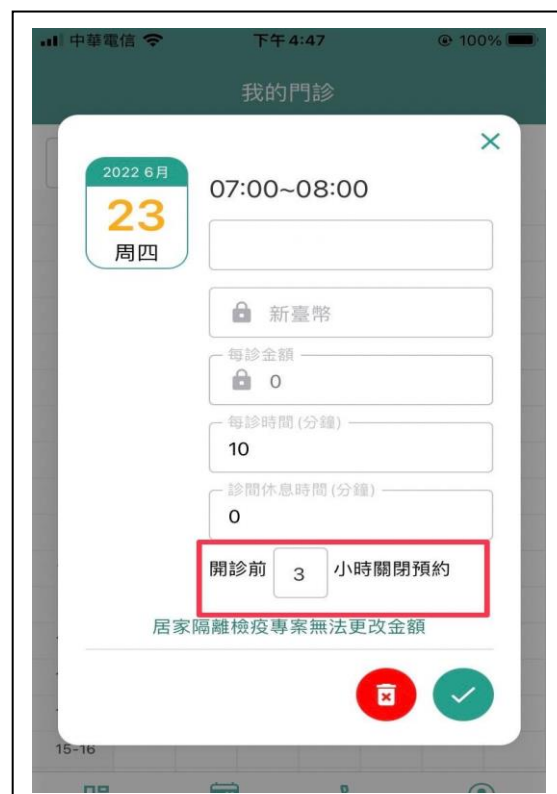 中華電信 下午4:47 100%
我的門診
2022 6月
23
周四
07:00~08:00
新臺幣
每診金額
0
每診時間(分鐘)
10
診間休息時間(分鐘)
0
開診前 3 小時關閉預約
居家隔離檢疫專案無法更改金額
15-16